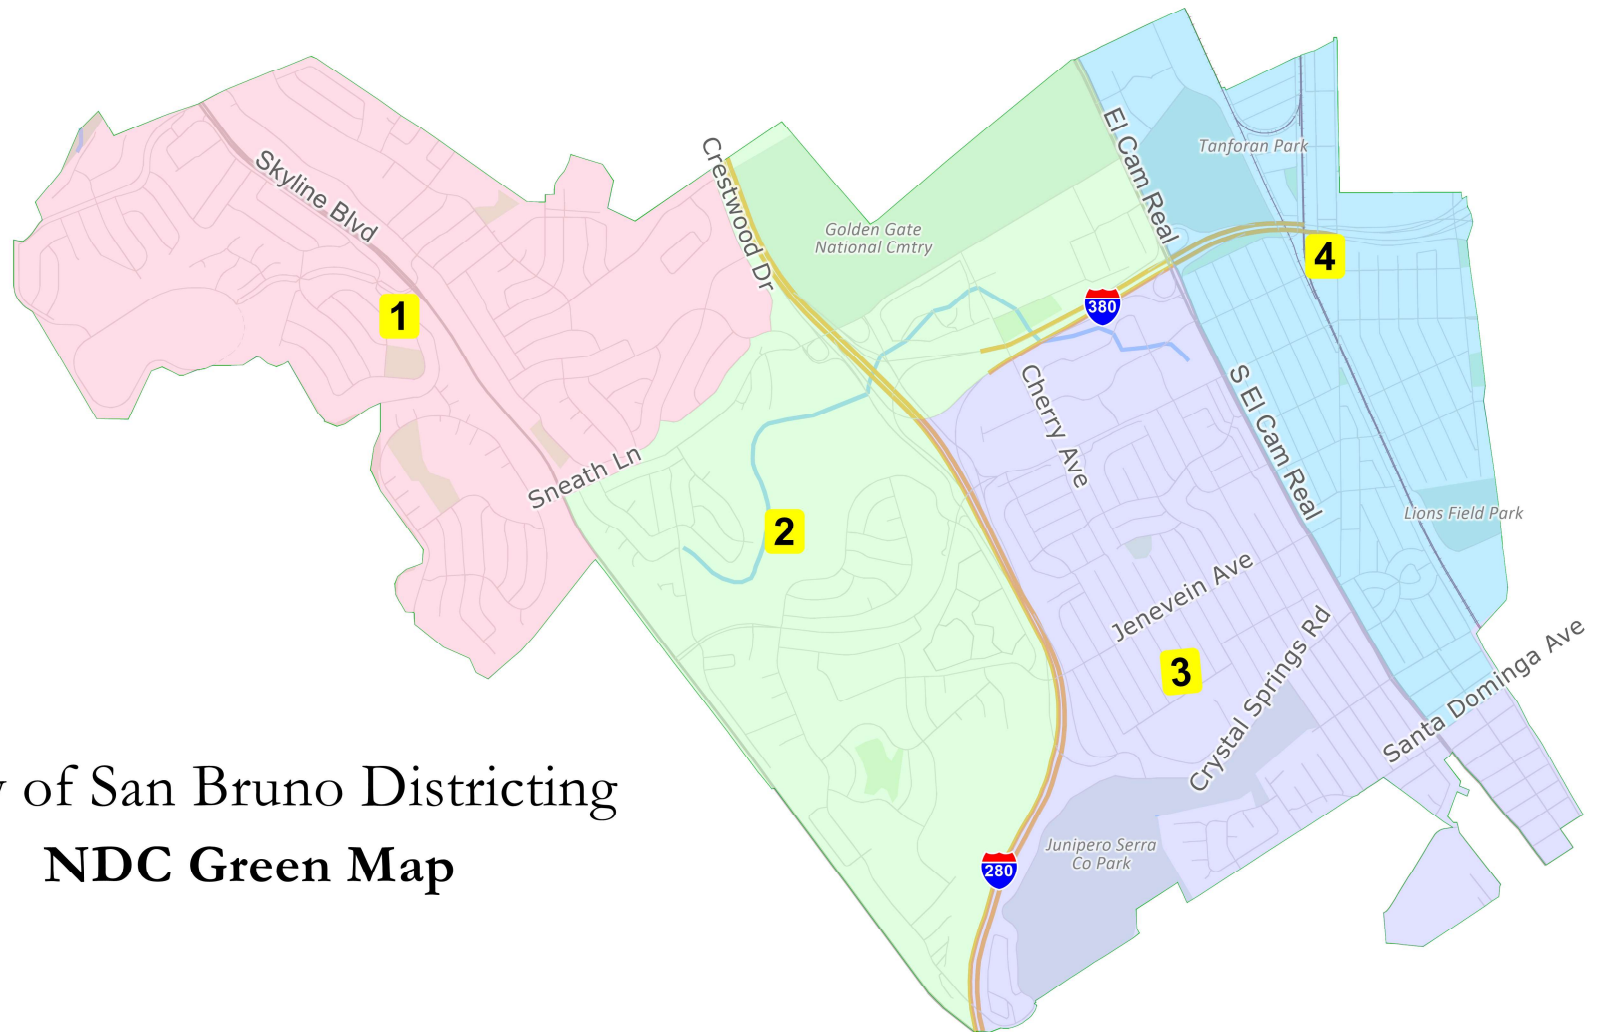 El Cam Real
Tanforan Park
Crestwood Dr
Skyline Blvd
Golden Gate
National Cmtry
4
380
1
Cherry Ave
S El Cam Real
Sneath Ln
Lions Field Park
2
Jenevein Ave
3
Crystal Springs Rd
Santa Dominga Ave
of San Bruno Districting
NDC Green Map
Junipero Serra
Co Park
280